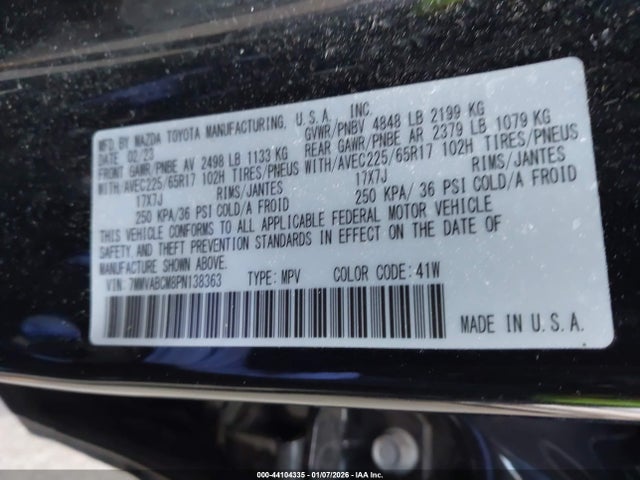 MFD. BY MAZDA TOYOTA MANUFACTURING, U.S.A. INC.
DATE 02/23 GVWR/PNBV 4848 LB 2199 KG
FRONT GAWR/PNBE AV 2498 LB 1133 KG REAR GAWR/PNBE AR 2379 LB 1079 KG
WITH/AVEC225/65R17 102H TIRES/PNEUS WITH/AVEC225/65R17 102H TIRES/PNEUS
17X7J RIMS/JANTES 17X7J RIMS/JANTES
250 KPA/36 PSI COLD/A FROID 250 KPA/ 36 PSI COLD/A FROID
THIS VEHICLE CONFORMS TO ALL APPLICABLE FEDERAL MOTOR VEHICLE
SAFETY, AND THEFT PREVENTION STANDARDS IN EFFECT ON THE DATE OF
MANUFACTURE SHOWN ABOVE.
VIN: 7MMVABCM8PN138363 TYPE: MPV COLOR CODE: 41W
MADE IN U.S.A.
000-44104335 - 01/07/2026 - IAA Inc.